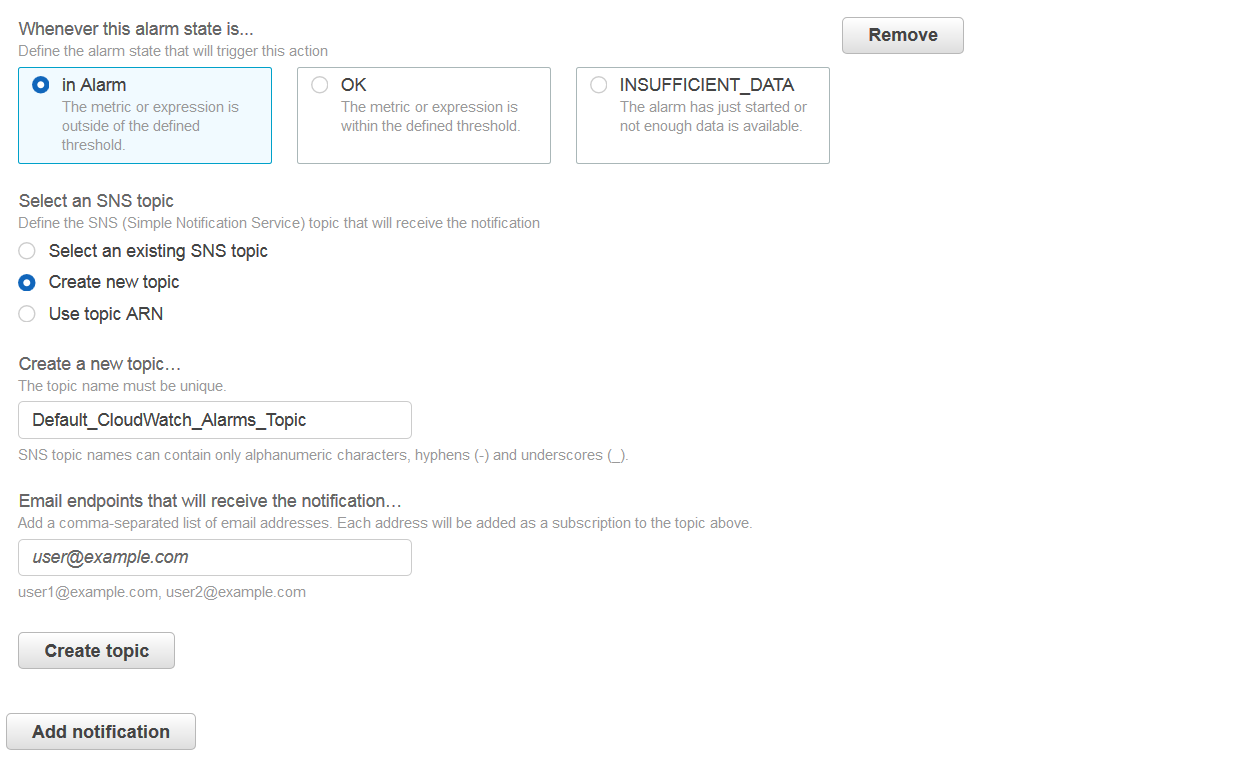 Whenever this alarm state is...
Remove
Define the alarm state that will trigger this action
in Alarm
The metric or expression is
outside of the defined
threshold.
OK
The metric or expression is
within the defined threshold.
INSUFFICIENT_DATA
The alarm has just started or
not enough data is available.
Select an SNS topic
Define the SNS (Simple Notification Service) topic that will receive the notification
Select an existing SNS topic
Create new topic
Use topic ARN
Create a new topic…
The topic name must be unique.
Default_CloudWatch_Alarms_Topic
SNS topic names can contain only alphanumeric characters, hyphens (-) and underscores (_).
Email endpoints that will receive the notification…
Add a comma-separated list of email addresses. Each address will be added as a subscription to the topic above.
user@example.com
user1@example.com, user2@example.com
Create topic
Add notification